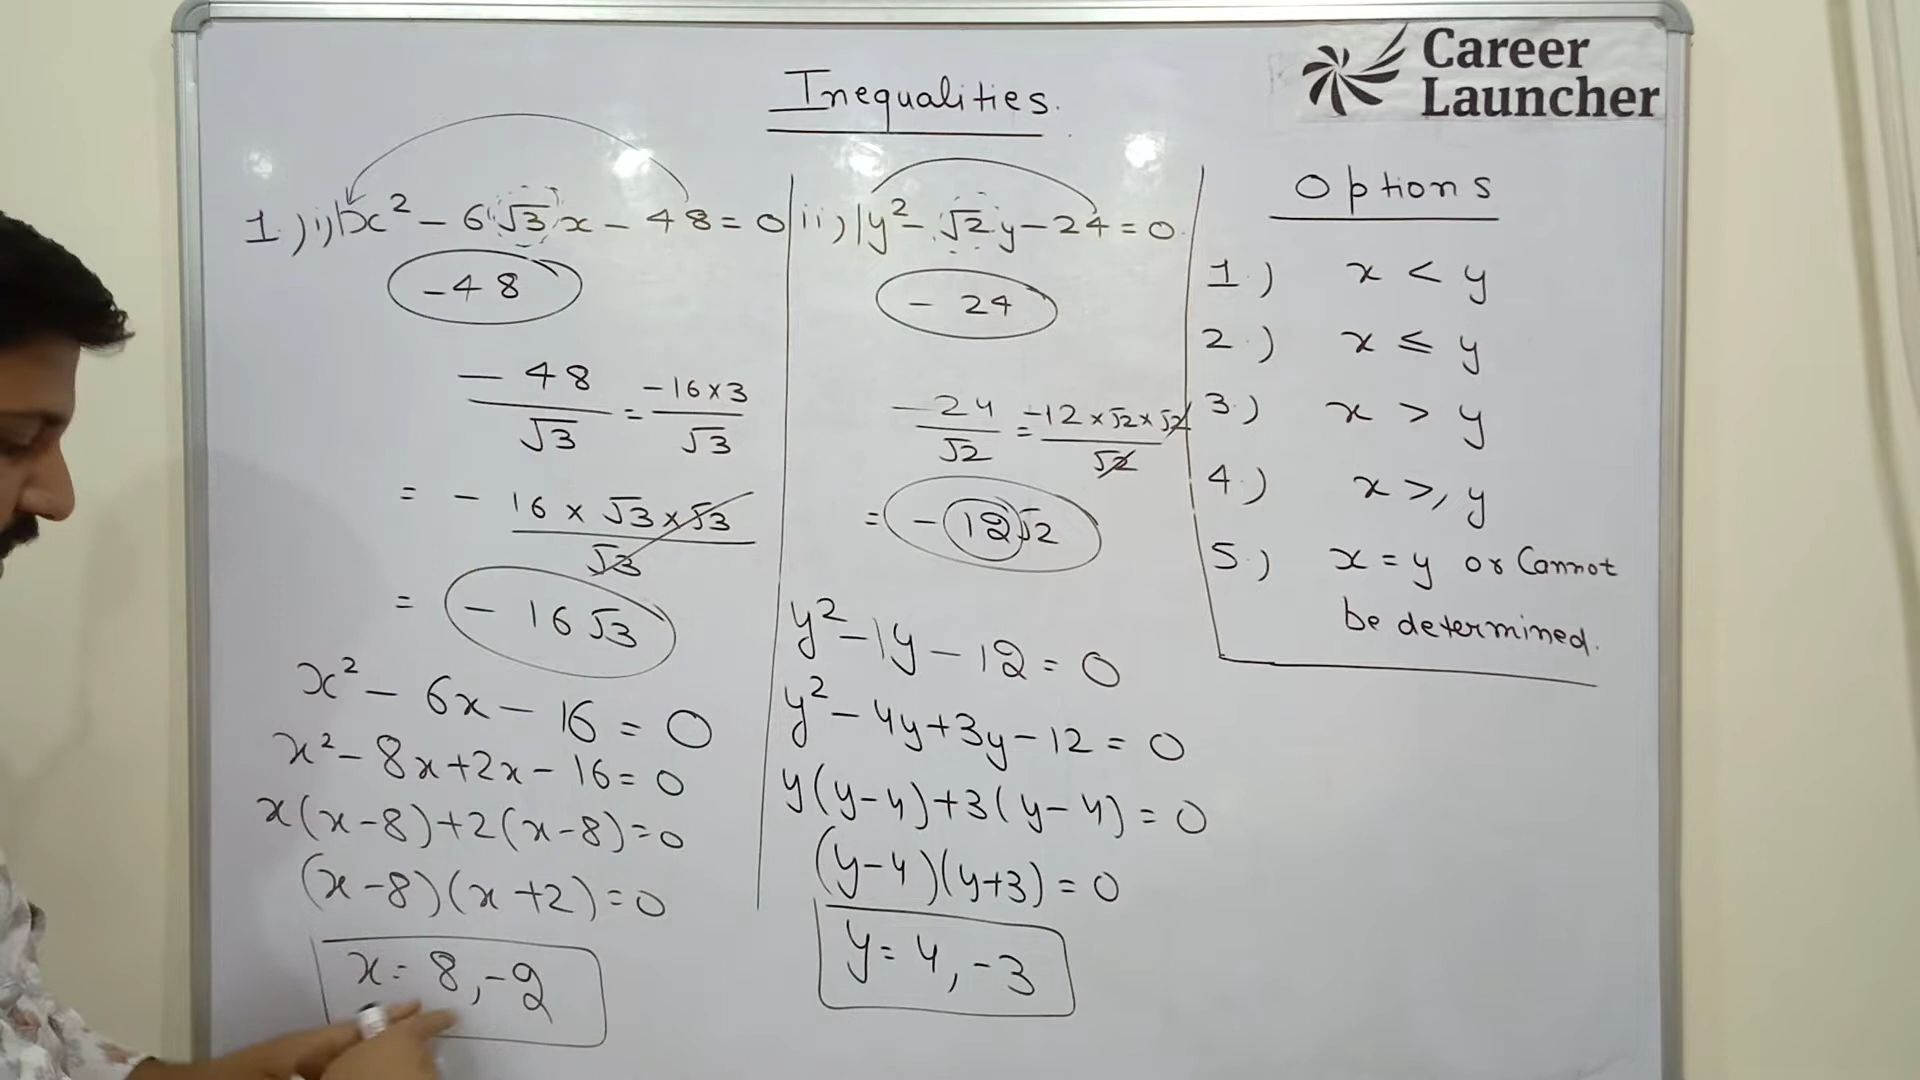 Career
Launcher
Inequalities.
1.) i) 1x² - 6√3x - 48 = 0
-48
-48/√3 = -16×3/√3
= - 16 × √3 × √3/√3
= - 16√3
x² - 6x - 16 = 0
x² - 8x + 2x - 16 = 0
x(x-8) + 2(x-8) = 0
(x-8)(x+2) = 0
x = 8, -2
ii) 1y² - √2y - 24 = 0
- 24
-24/√2 = -12 × √2 × √2/√2
= - 12√2
y² - 1y - 12 = 0
y² - 4y + 3y - 12 = 0
y(y-4) + 3(y-4) = 0
(y-4)(y+3) = 0
y = 4, -3
Options
1.) x < y
2.) x ≤ y
3.) x > y
4.) x ≥ y
5.) x = y or Cannot
be determined.